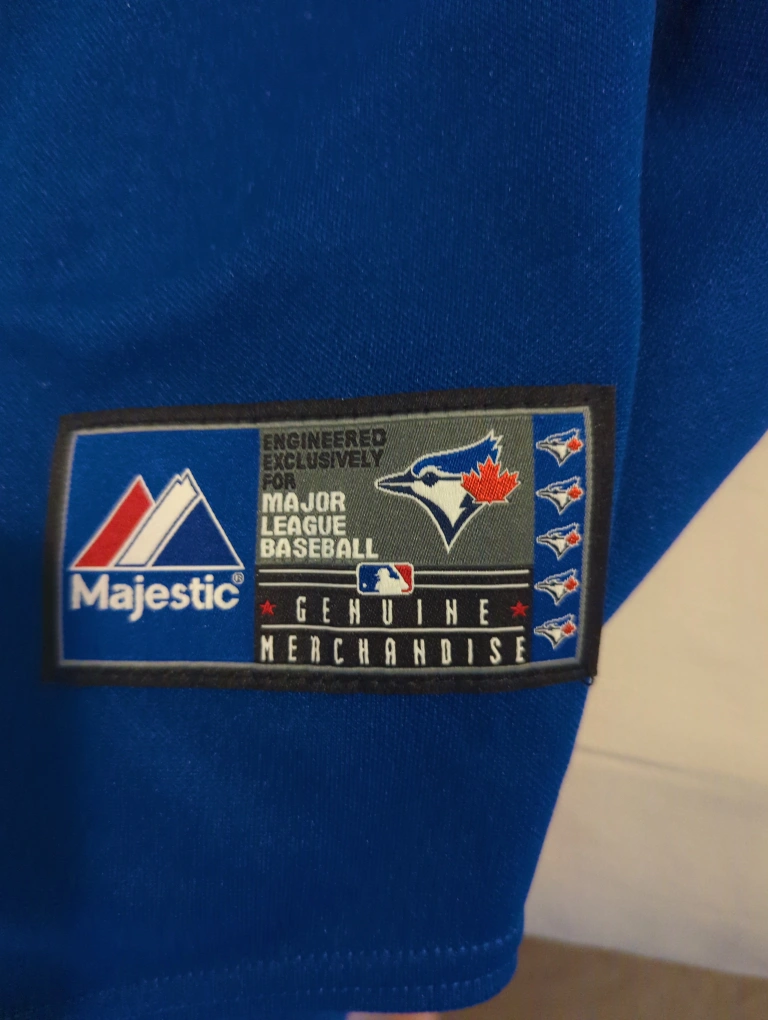 Majestic®
ENGINEERED
EXCLUSIVELY
FOR
MAJOR
LEAGUE
BASEBALL
GENUINE
MERCHANDISE